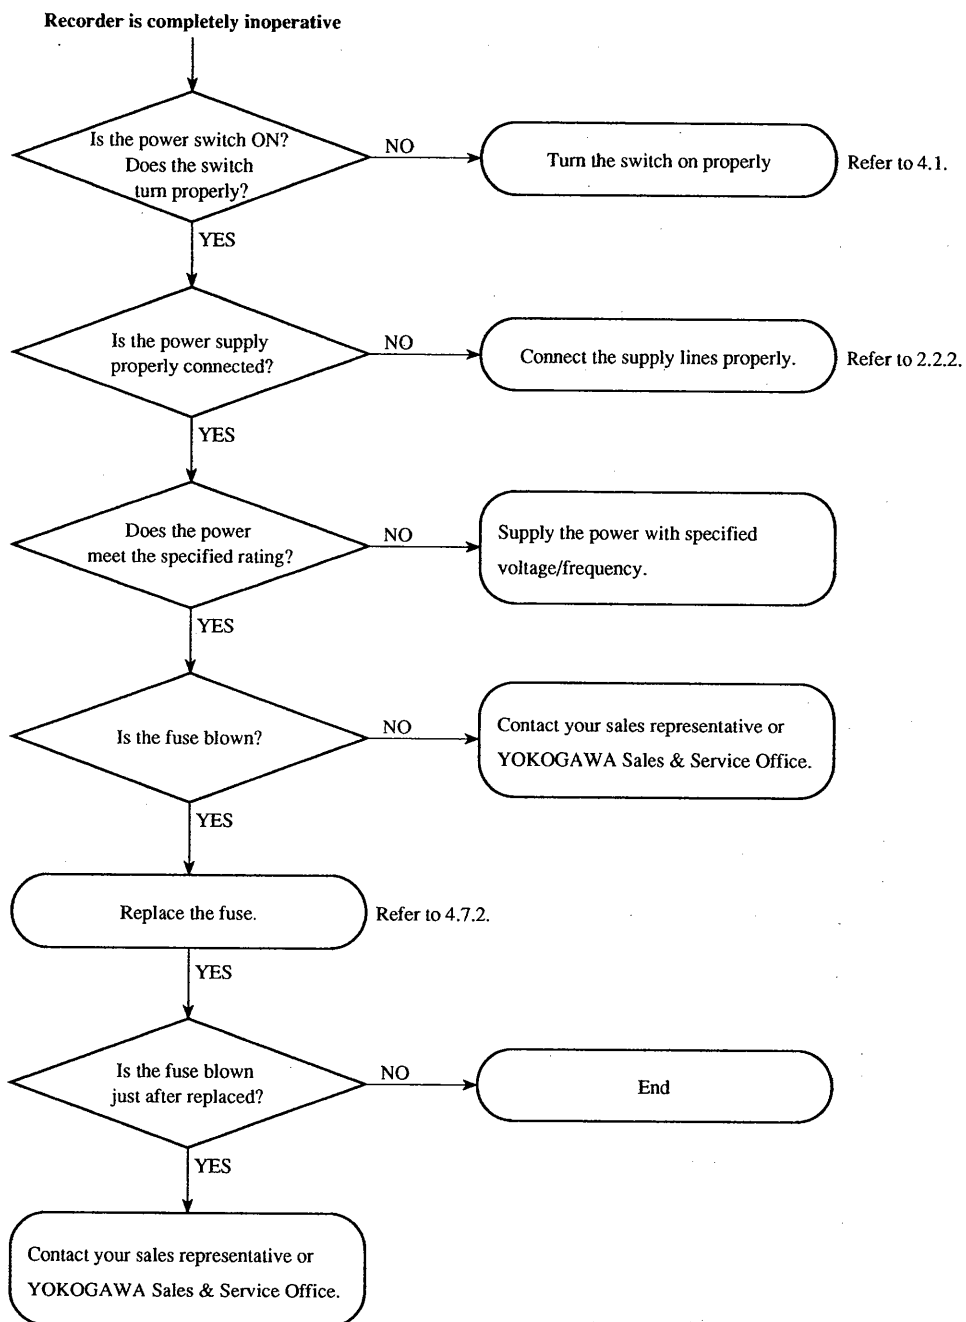 Recorder is completely inoperative
Is the power switch ON?
Does the switch
turn properly?
NO
Turn the switch on properly
Refer to 4.1.
YES
Is the power supply
properly connected?
NO
Connect the supply lines properly.
Refer to 2.2.2.
YES
Does the power
meet the specified rating?
NO
Supply the power with specified
voltage/frequency.
YES
Is the fuse blown?
NO
Contact your sales representative or
YOKOGAWA Sales & Service Office.
YES
Replace the fuse.
Refer to 4.7.2.
YES
Is the fuse blown
just after replaced?
NO
End
YES
Contact your sales representative or
YOKOGAWA Sales & Service Office.